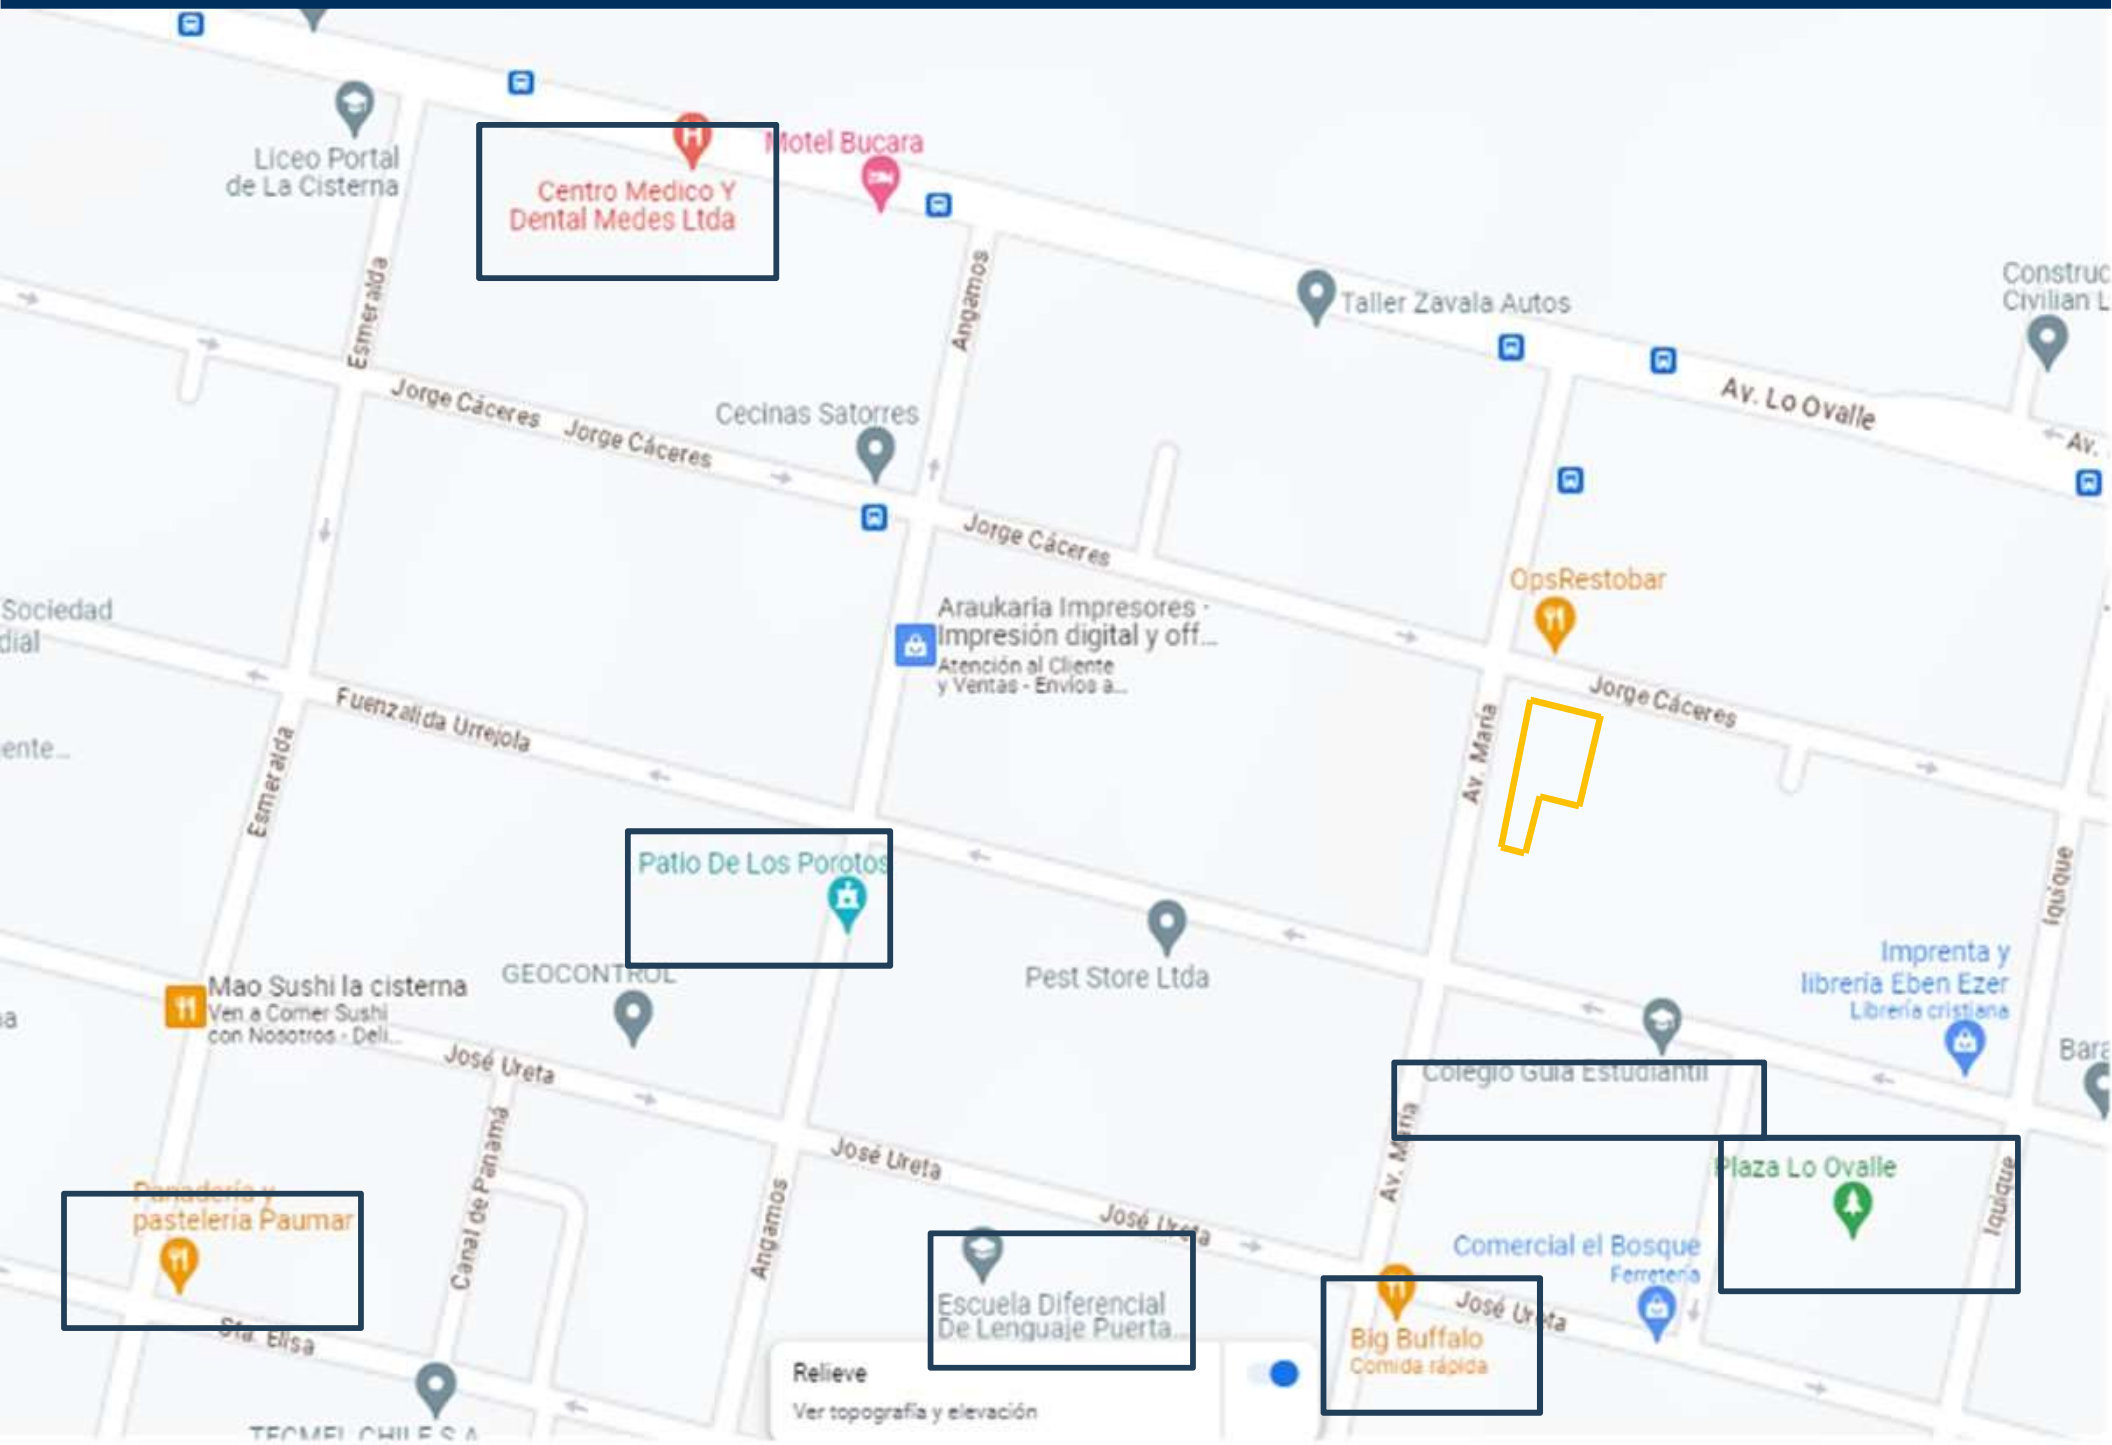 Liceo Portal
de La Cisterna
Centro Medico Y
Dental Medes Ltda
Motel Bucara
Taller Zavala Autos
Construc
Civilian L
Av. Lo Ovalle
Av.
Esmeralda
Angamos
Jorge Cáceres
Jorge Cáceres
Cecinas Satorres
Jorge Cáceres
OpsRestobar
Araukaria Impresores ·
Impresión digital y off...
Atención al Cliente
y Ventas - Envíos a...
Sociedad
dial
Jorge Cáceres
Av. María
Fuenzalida Urrejola
ente...
Esmeralda
Patio De Los Porotos
Iquique
Imprenta y
librería Eben Ezer
Librería cristiana
Mao Sushi la cisterna
Ven a Comer Sushi
con Nosotros - Deli...
GEOCONTROL
Pest Store Ltda
Bara
José Ureta
Colegio Guía Estudiantil
Av. María
Canal de Panamá
José Ureta
Plaza Lo Ovalle
Iquique
Panadería y
pastelería Paumar
Angamos
José Ureta
Comercial el Bosque
Ferretería
Escuela Diferencial
De Lenguaje Puerta...
José Ureta
Big Buffalo
Comida rápida
Sta. Elisa
Relieve
Ver topografía y elevación
TECMEL CHILE S.A